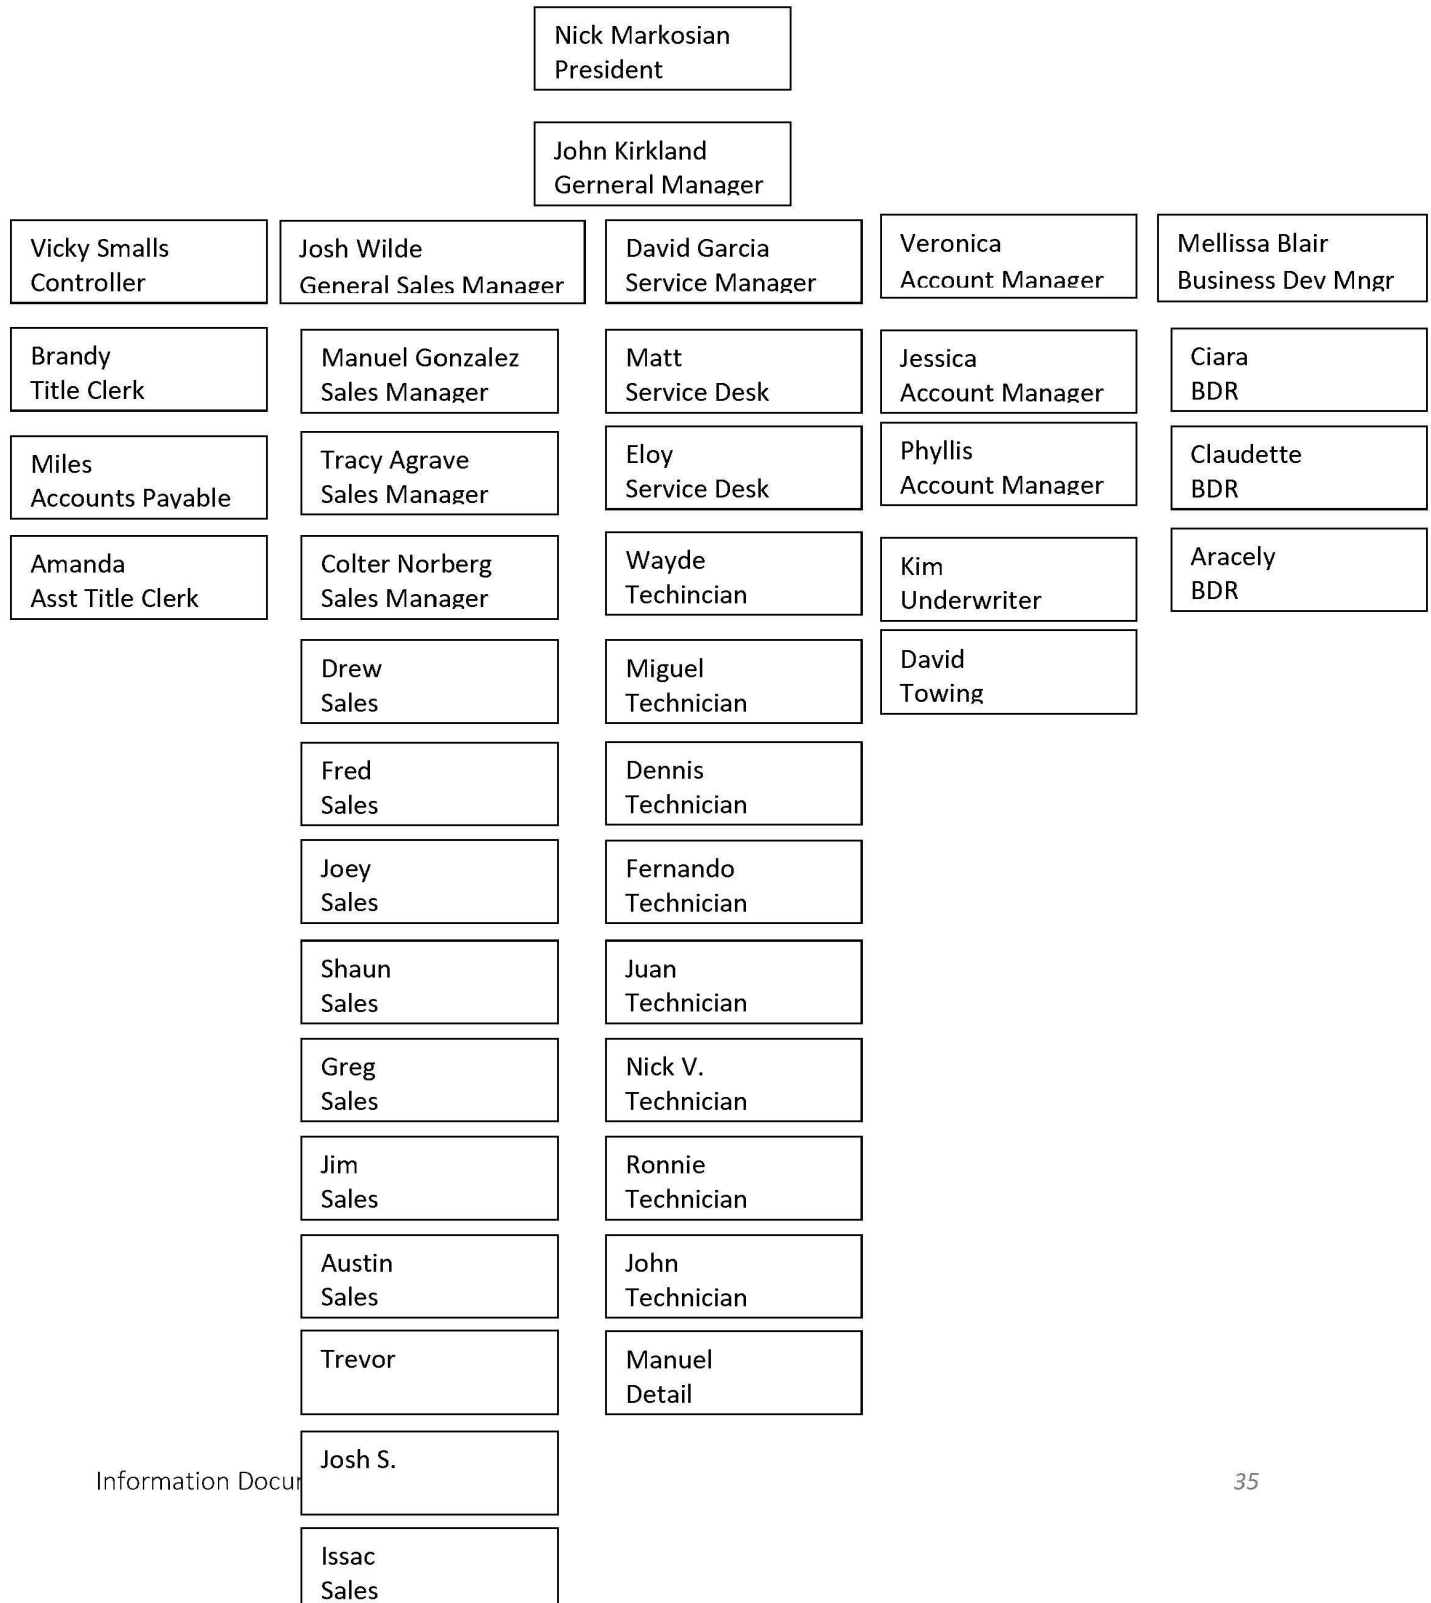 Nick Markosian
President
John Kirkland
Gerneral Manager
Vicky Smalls
Controller
Josh Wilde
General Sales Manager
David Garcia
Service Manager
Veronica
Account Manager
Mellissa Blair
Business Dev Mngr
Brandy
Title Clerk
Manuel Gonzalez
Sales Manager
Matt
Service Desk
Jessica
Account Manager
Ciara
BDR
Miles
Accounts Payable
Tracy Agrave
Sales Manager
Eloy
Service Desk
Phyllis
Account Manager
Claudette
BDR
Amanda
Asst Title Clerk
Colter Norberg
Sales Manager
Wayde
Techincian
Kim
Underwriter
Aracely
BDR
Drew
Sales
Miguel
Technician
David
Towing
Fred
Sales
Dennis
Technician
Joey
Sales
Fernando
Technician
Shaun
Sales
Juan
Technician
Greg
Sales
Nick V.
Technician
Jim
Sales
Ronnie
Technician
Austin
Sales
John
Technician
Trevor
Manuel
Detail
Josh S.
Information Docur
35
Issac
Sales